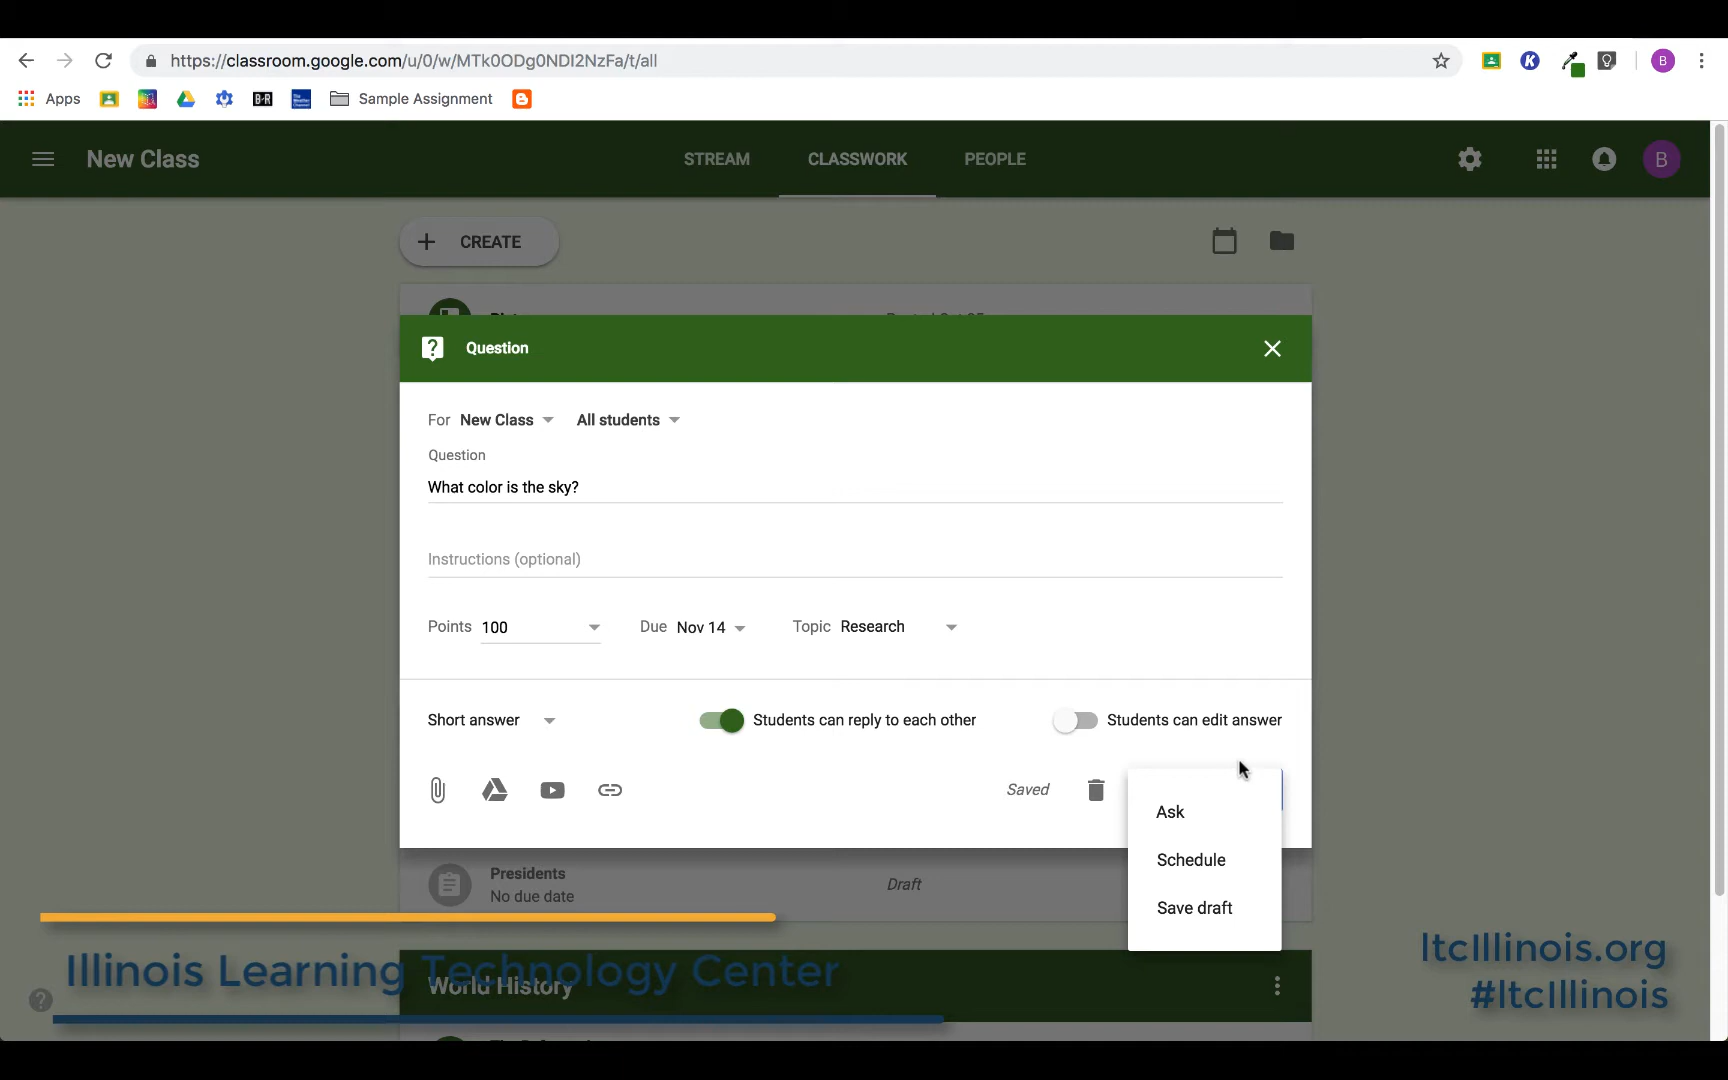 https://classroom.google.com/u/0/w/MTk0ODg0NDI2NzFa/t/all
K
B
Apps
B-R
Sample Assignment
New Class
STREAM
CLASSWORK
PEOPLE
B
CREATE
Question
For New Class All students
Question
What color is the sky?
Instructions (optional)
Points 100
Due Nov 14
Topic Research
Short answer
Students can reply to each other
Students can edit answer
Saved
Ask
Schedule
Save draft
Presidents
No due date
Draft
World History
Illinois Learning Technology Center
ltcIllinois.org
#ltcIllinois